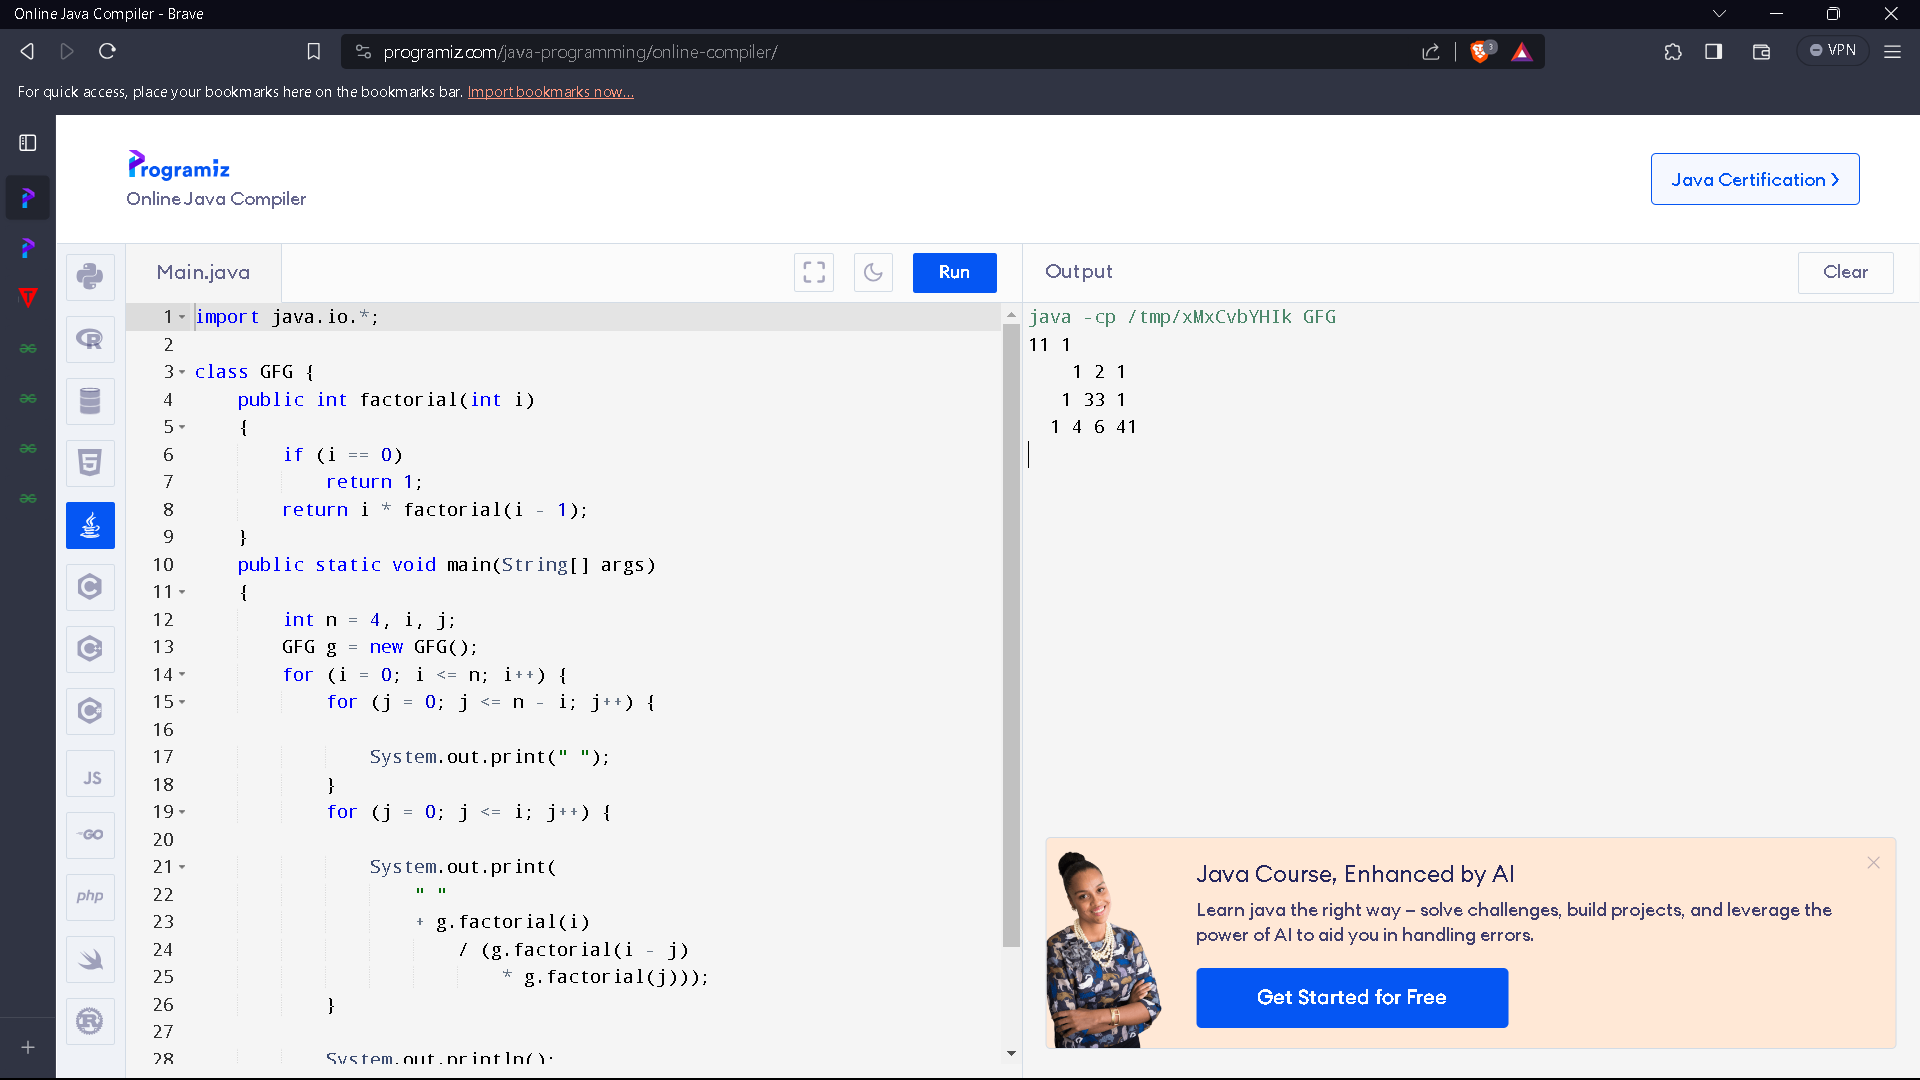 Online Java Compiler - Brave
programiz.com/java-programming/online-compiler/
3
VPN
For quick access, place your bookmarks here on the bookmarks bar. Import bookmarks now...
Programiz
Online Java Compiler
Java Certification
Main.java
Run
Output
Clear
JS
GO
php
1 import java.io.*;
2
3 class GFG {
4     public int factorial(int i)
5     {
6         if (i == 0)
7             return 1;
8         return i * factorial(i - 1);
9     }
10     public static void main(String[] args)
11     {
12         int n = 4, i, j;
13         GFG g = new GFG();
14         for (i = 0; i <= n; i++) {
15             for (j = 0; j <= n - i; j++) {
16
17                 System.out.print(" ");
18             }
19             for (j = 0; j <= i; j++) {
20
21                 System.out.print(
22                     " "
23                     + g.factorial(i)
24                         / (g.factorial(i - j)
25                             * g.factorial(j)));
26             }
27
28             System.out.println();
java -cp /tmp/xMxCvbYHIk GFG
11 1
    1 2 1
   1 33 1
  1 4 6 41
Java Course, Enhanced by AI
Learn java the right way – solve challenges, build projects, and leverage the
power of AI to aid you in handling errors.
Get Started for Free